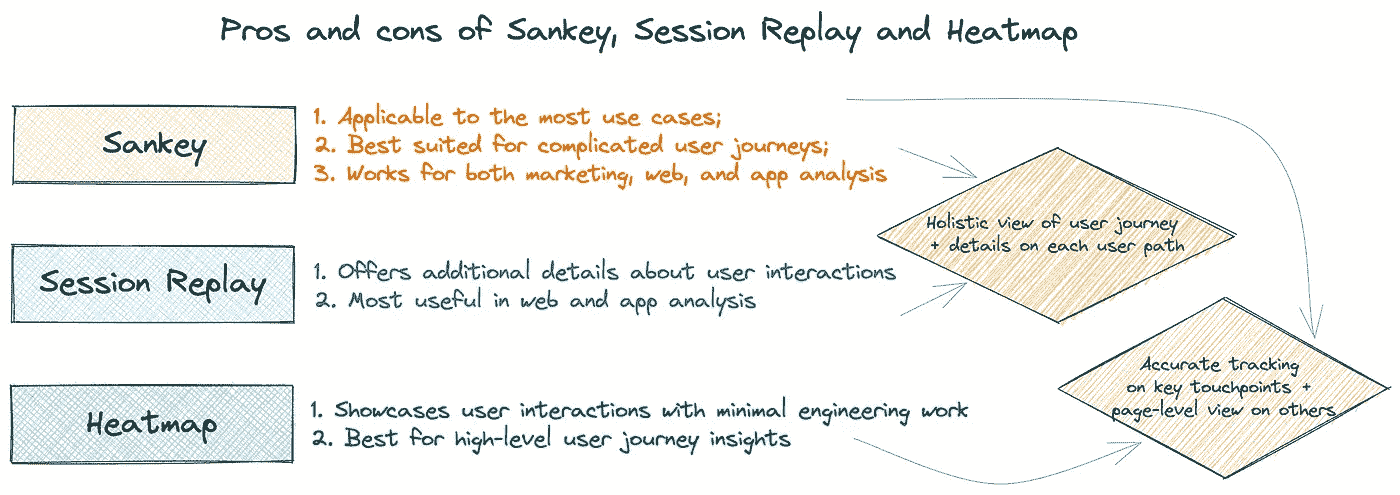 Pros and cons of Sankey, Session Replay and Heatmap
Sankey
1. Applicable to the most use cases;
2. Best suited for complicated user journeys;
3. Works for both marketing, web, and app analysis
Holistic view of user journey
+ details on each user path
Session Replay
1. Offers additional details about user interactions
2. Most useful in web and app analysis
Accurate tracking
on key touchpoints +
page-level view on others
Heatmap
1. Showcases user interactions with minimal engineering work
2. Best for high-level user journey insights